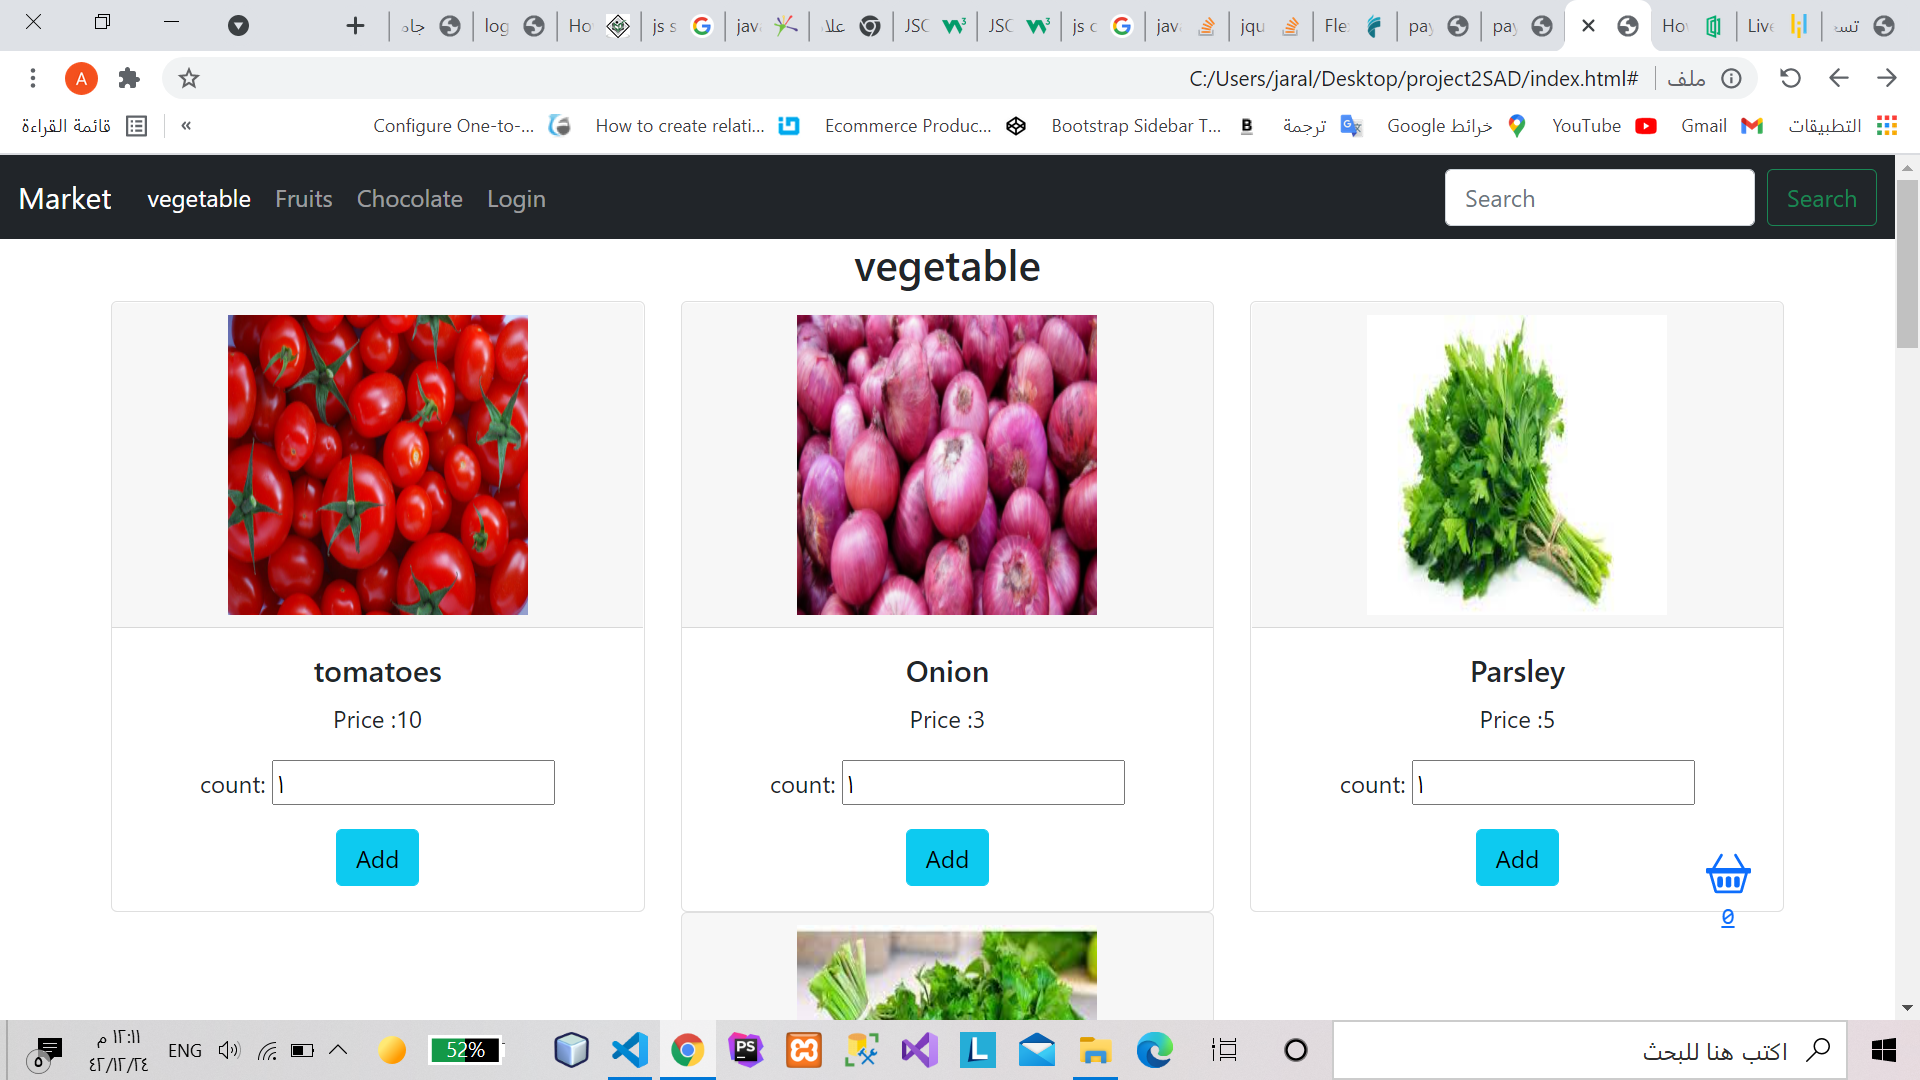 جام
log
Ho
js s
jav
علا
JSC
JSC
js c
jav
jqu
Fle
pay
pay
Hov
Live
تس
A
C:/Users/jaral/Desktop/project2SAD/index.html#
ملف
قائمة القراءة
»
Configure One-to-...
How to create relati...
Ecommerce Produc...
Bootstrap Sidebar T...
ترجمة
خرائط Google
YouTube
Gmail
التطبيقات
Market
vegetable
Fruits
Chocolate
Login
Search
Search
vegetable
tomatoes
Onion
Parsley
Price :10
Price :3
Price :5
count: ١
count: ١
count: ١
Add
Add
Add
0
١٢:١١ م
٤٢/١٢/٢٤
٥
ENG
52%
PS
L
اكتب هنا للبحث